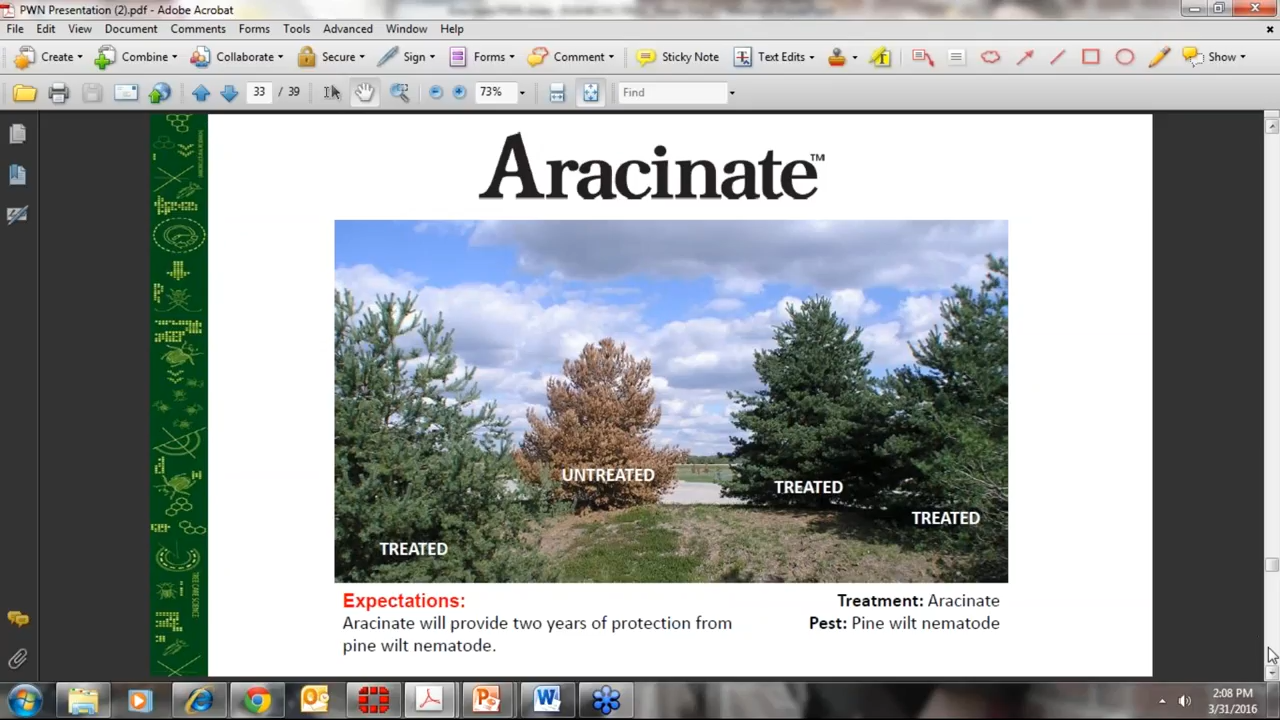 PWN Presentation (2).pdf - Adobe Acrobat
File Edit View Document Comments Forms Tools Advanced Window Help
Create Combine Collaborate Secure Sign Forms Comment Sticky Note Text Edits Show
33 / 39 73% Find
Aracinate™
UNTREATED
TREATED
TREATED
TREATED
Expectations:
Aracinate will provide two years of protection from
pine wilt nematode.
Treatment: Aracinate
Pest: Pine wilt nematode
2:08 PM
3/31/2016